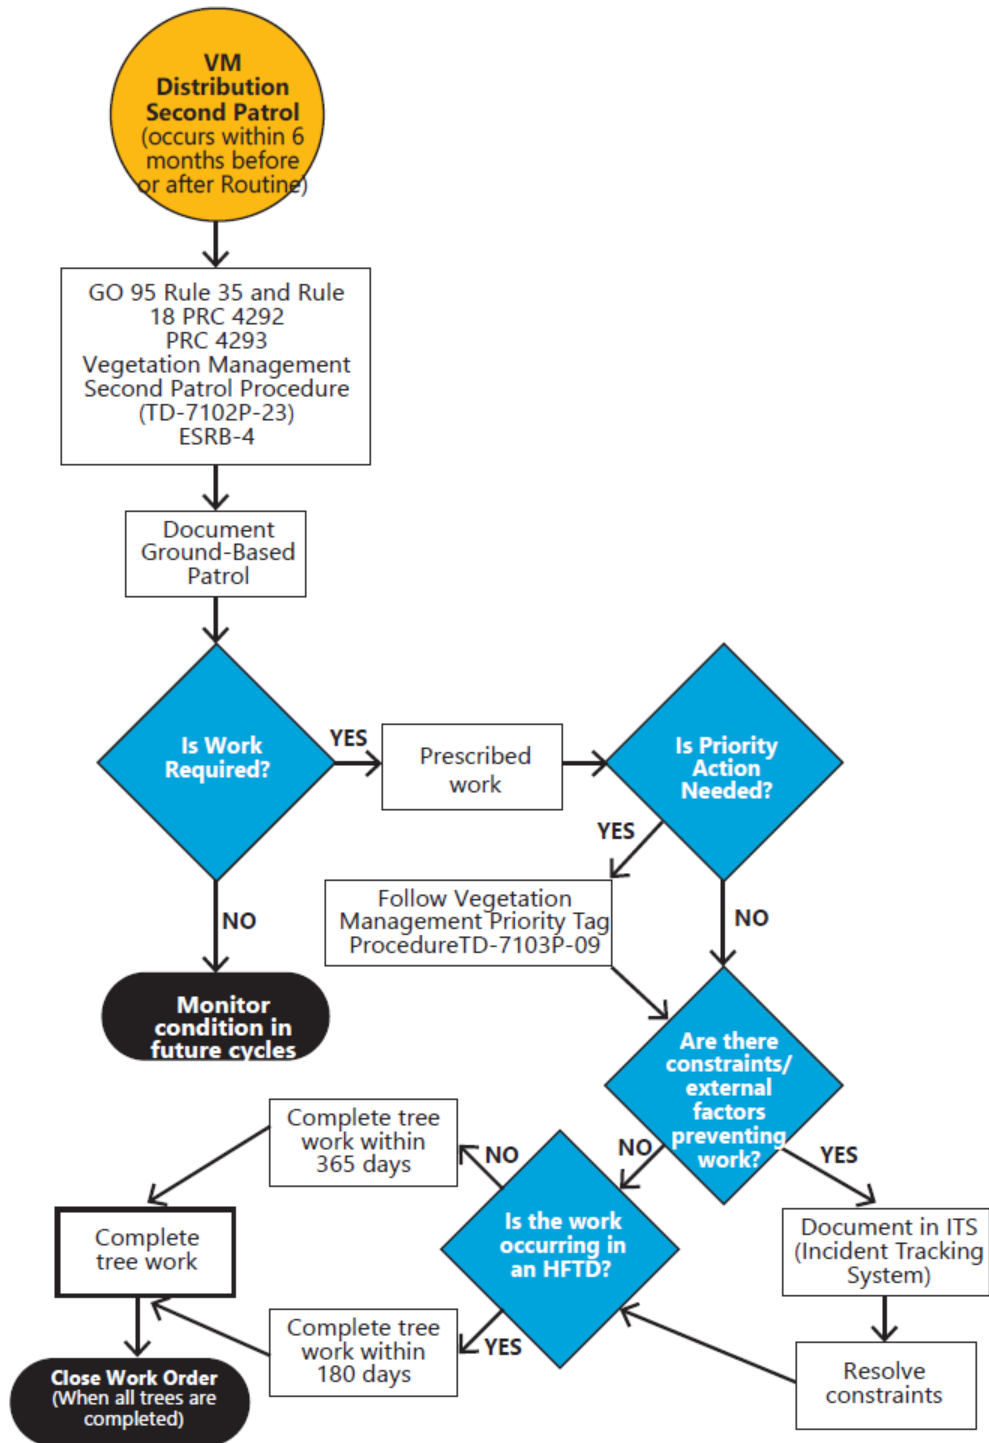 VM
Distribution
Second Patrol
(occurs within 6
months before
or after Routine)
GO 95 Rule 35 and Rule
18 PRC 4292
PRC 4293
Vegetation Management
Second Patrol Procedure
(TD-7102P-23)
ESRB-4
Document
Ground-Based
Patrol
Is Work
Required?
YES
Prescribed
work
Is Priority
Action
Needed?
YES
Follow Vegetation
Management Priority Tag
ProcedureTD-7103P-09
NO
NO
Monitor
condition in
future cycles
Are there
constraints/
external
factors
preventing
work?
NO
YES
Document in ITS
(Incident Tracking
System)
Resolve
constraints
Is the work
occurring in
an HFTD?
NO
Complete tree
work within
365 days
YES
Complete tree
work within
180 days
Complete
tree work
Close Work Order
(When all trees are
completed)